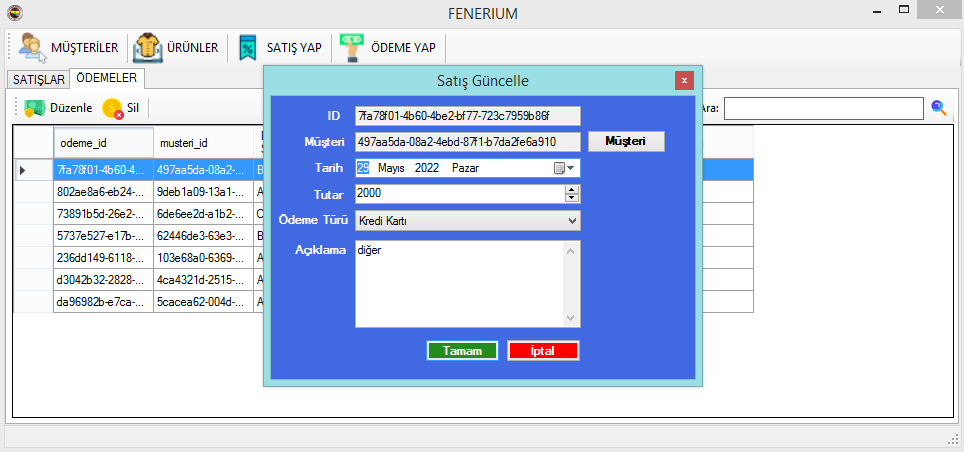 FENERIUM
MÜŞTERİLER ÜRÜNLER SATIŞ YAP ÖDEME YAP
SATIŞLAR ÖDEMELER
Düzenle Sil
odeme_id musteri_id
7fa78f01-4b60-4... 497aa5da-08a2-... B
802ae8a6-eb24-... 9deb1a09-13a1-... A
73891b5d-26e2-... 6de6ee2d-a1b2-...
5737e527-e17b-... 62446de3-63e3-... B
236dd149-6118-... 103e68a0-6369-... A
d3042b32-2828-... 4ca4321d-2515-... A
da96982b-e7ca-... 5cacea62-004d-... A
Satış Güncelle
ID 7fa78f01-4b60-4be2-bf77-723c7959b86f
Müşteri 497aa5da-08a2-4ebd-87f1-b7da2fe6a910 Müşteri
Tarih 29 Mayıs 2022 Pazar
Tutar 2000
Ödeme Türü Kredi Kartı
Açıklama diğer
Tamam İptal
Ara: